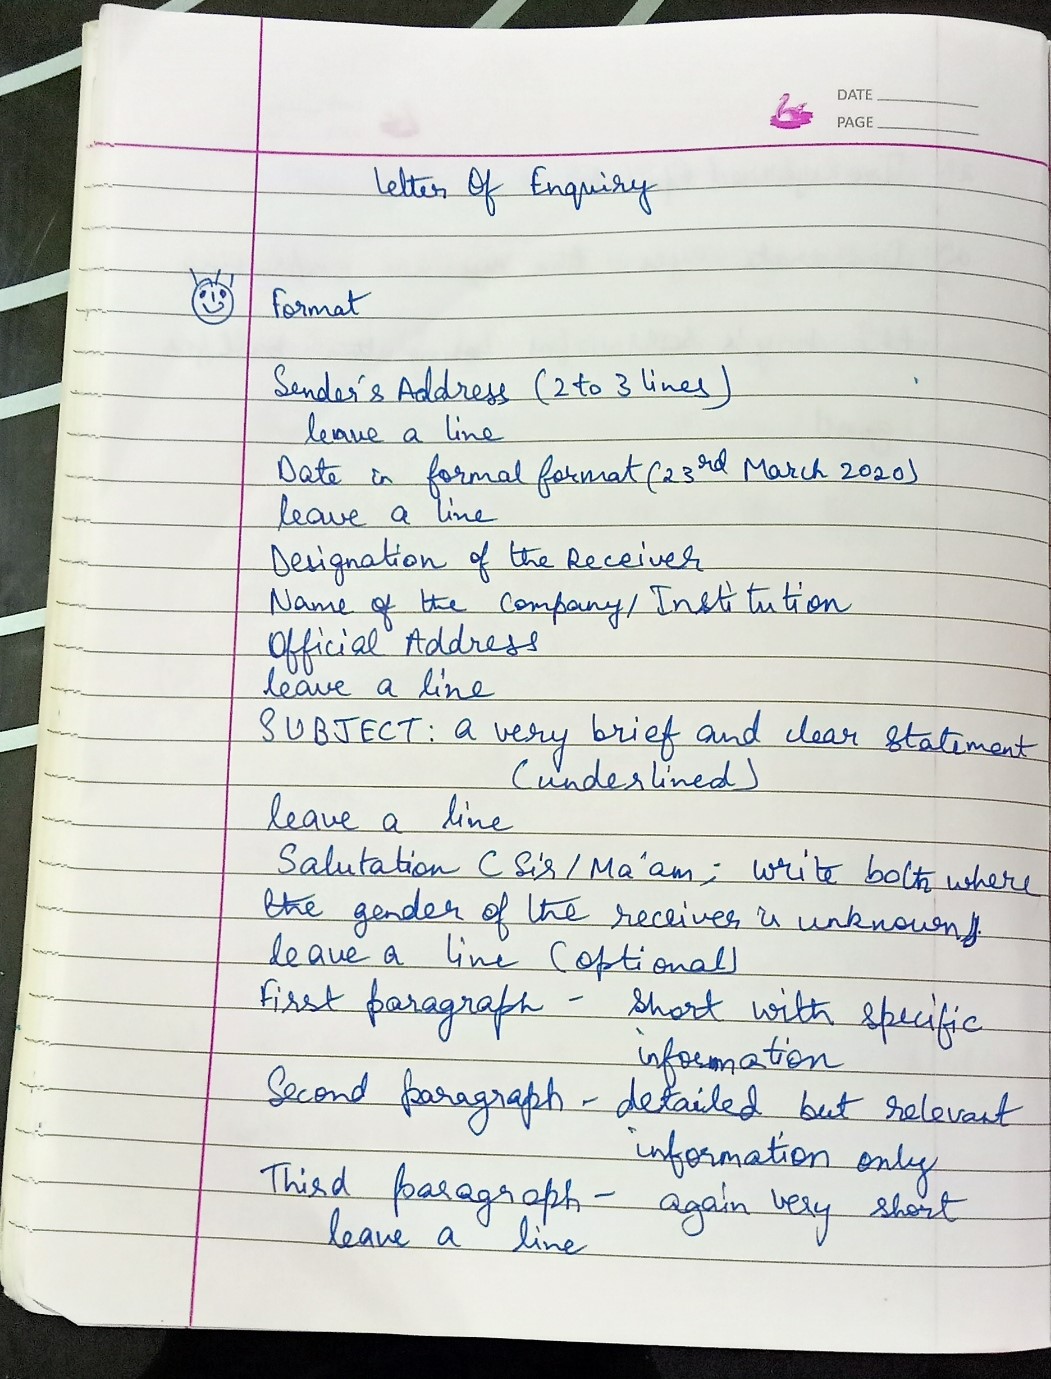 DATE
PAGE
Letter Of Enquiry
Format
Sender's Address (2 to 3 lines)
leave a line
Date in formal format (23rd March 2020)
leave a line
Designation of the Receiver
Name of the Company/Institution
Official Address
leave a line
SUBJECT: a very brief and clear statement
(underlined)
leave a line
Salutation (Sir/Ma'am; write both where
the gender of the receiver is unknown).
leave a line (optional)
First paragraph - short with specific
information
Second paragraph - detailed but relevant
information only
Third paragraph - again very short
leave a line